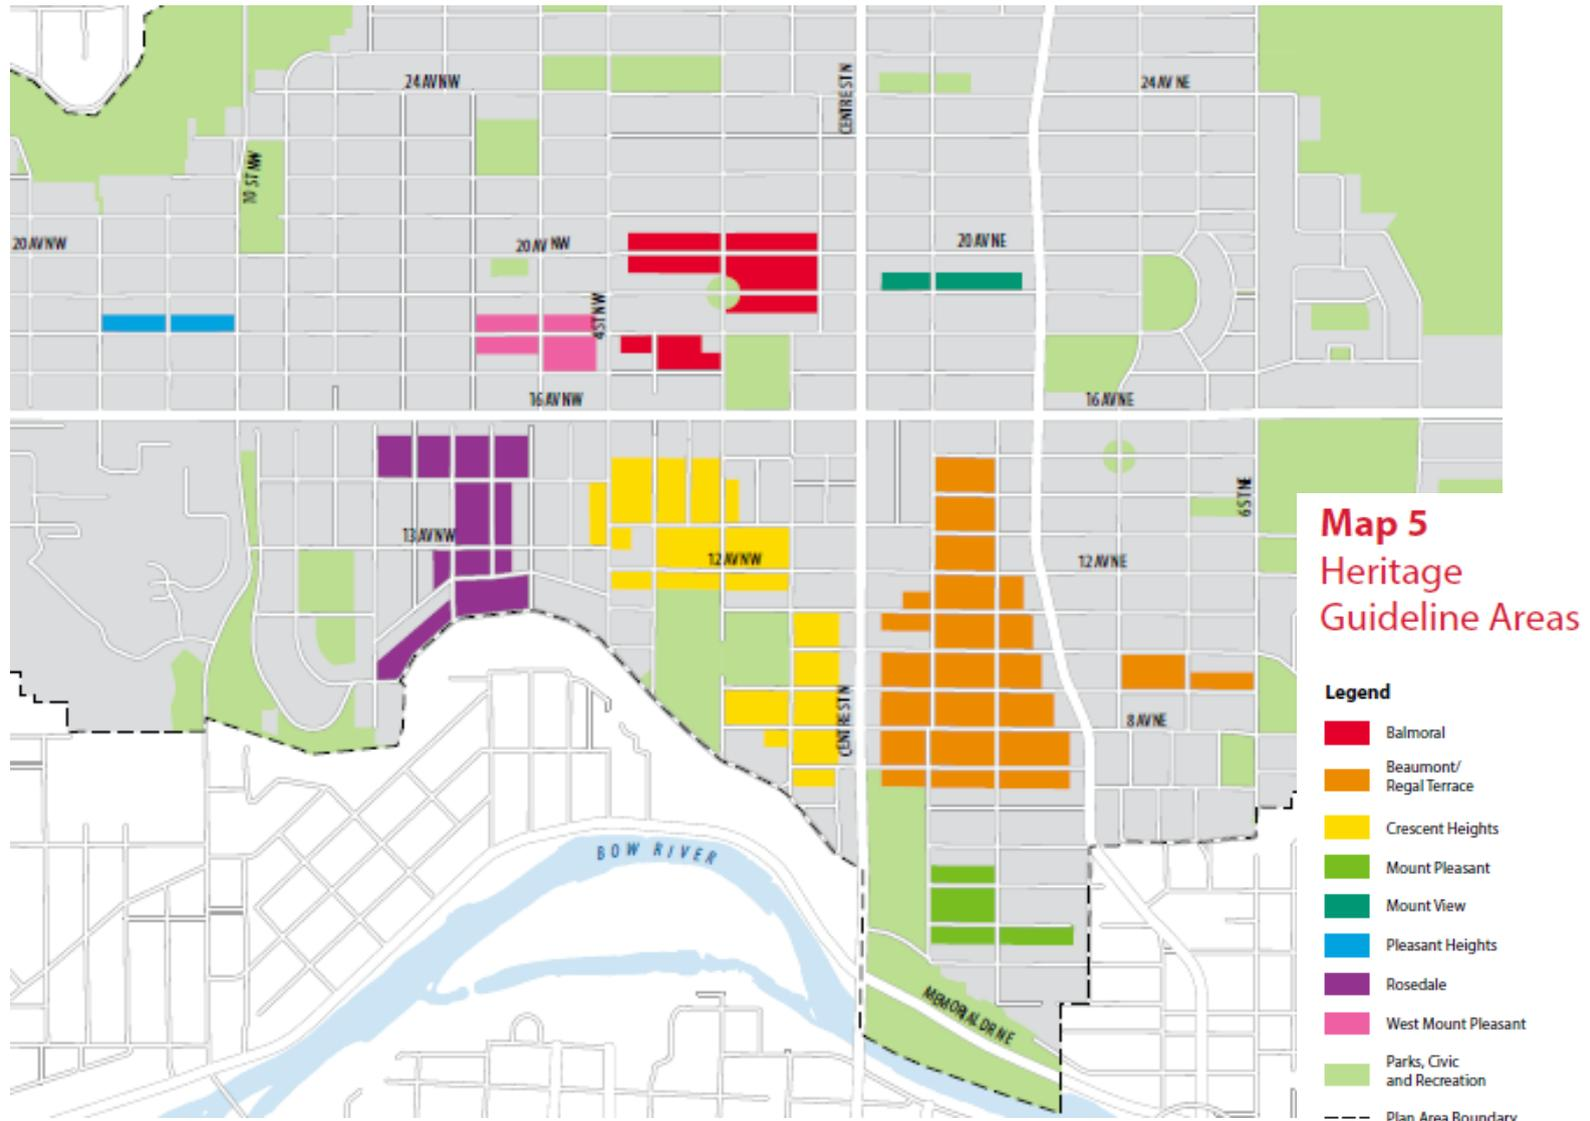 24 AV NW
CENTRE ST N
24 AV NE
10 ST NW
20 AV NW
20 AV NW
20 AV NE
4 ST NW
16 AV NW
16 AV NE
6 ST NE
13 AV NW
12 AV NW
12 AV NE
CENTRE ST N
8 AV NE
BOW RIVER
MEMORIAL DR NE
Map 5
Heritage
Guideline Areas
Legend
Balmoral
Beaumont/
Regal Terrace
Crescent Heights
Mount Pleasant
Mount View
Pleasant Heights
Rosedale
West Mount Pleasant
Parks, Civic
and Recreation
Plan Area Boundary